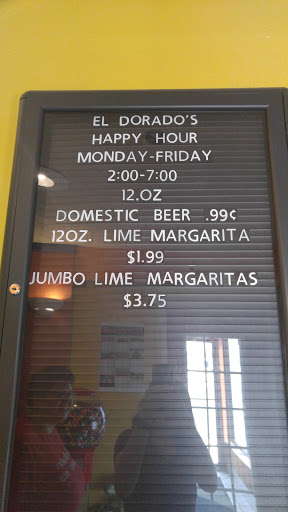 EL DORADO'S
HAPPY HOUR
MONDAY-FRIDAY
2:00-7:00
12.OZ
DOMESTIC BEER .99¢
12OZ. LIME MARGARITA
$1.99
JUMBO LIME MARGARITAS
$3.75